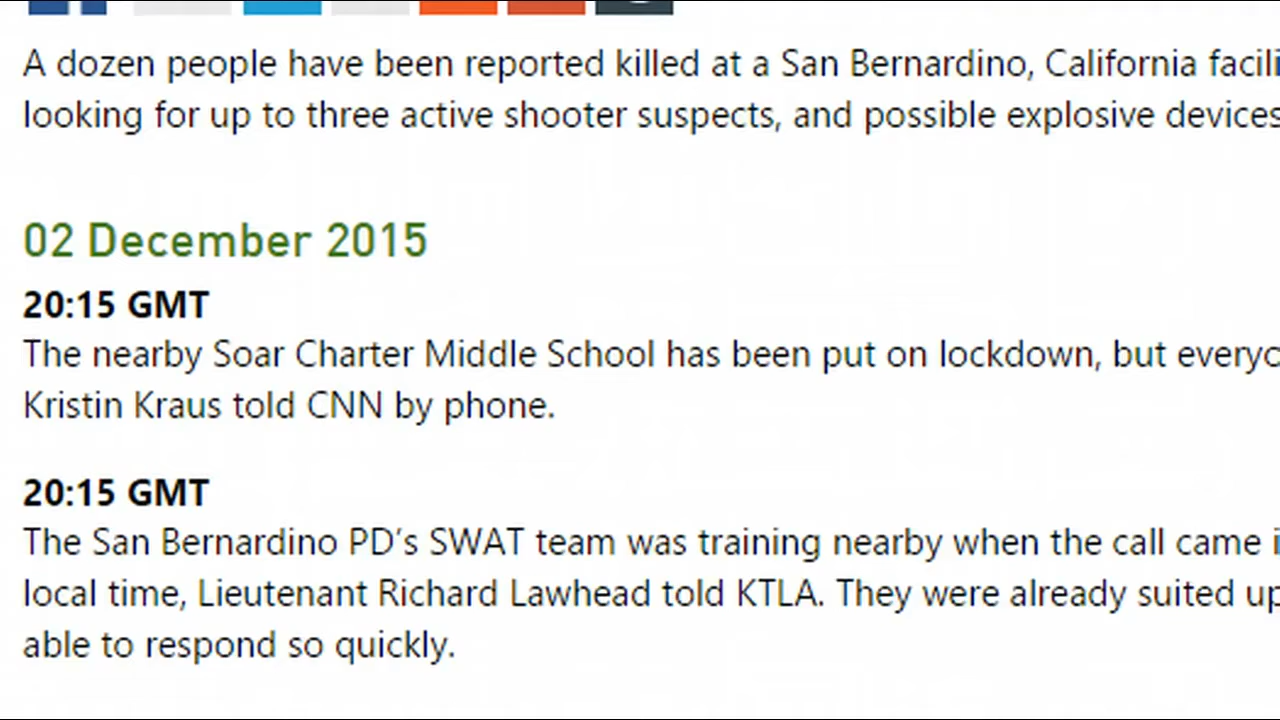 A dozen people have been reported killed at a San Bernardino, California
looking for up to three active shooter suspects, and possible explosive devices
02 December 2015
20:15 GMT
The nearby Soar Charter Middle School has been put on lockdown, but
Kristin Kraus told CNN by phone.
20:15 GMT
The San Bernardino PD’s SWAT team was training nearby when the call came
local time, Lieutenant Richard Lawhead told KTLA. They were already suited up
able to respond so quickly.